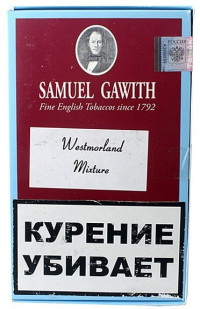 SAMUEL GAWITH
Fine English Tobaccos since 1792
Westmorland
Mixture
КУРЕНИЕ
УБИВАЕТ